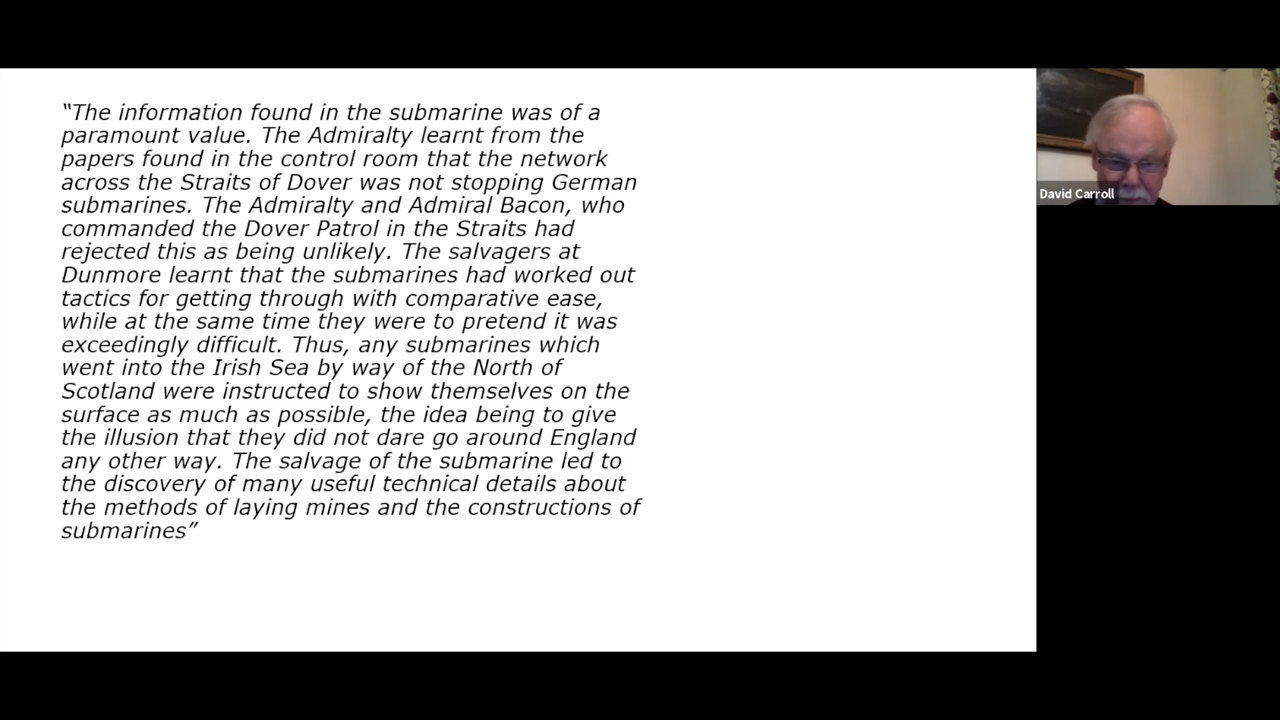 “The information found in the submarine was of a
paramount value. The Admiralty learnt from the
papers found in the control room that the network
across the Straits of Dover was not stopping German
submarines. The Admiralty and Admiral Bacon, who
commanded the Dover Patrol in the Straits had
rejected this as being unlikely. The salvagers at
Dunmore learnt that the submarines had worked out
tactics for getting through with comparative ease,
while at the same time they were to pretend it was
exceedingly difficult. Thus, any submarines which
went into the Irish Sea by way of the North of
Scotland were instructed to show themselves on the
surface as much as possible, the idea being to give
the illusion that they did not dare go around England
any other way. The salvage of the submarine led to
the discovery of many useful technical details about
the methods of laying mines and the constructions of
submarines”
David Carroll